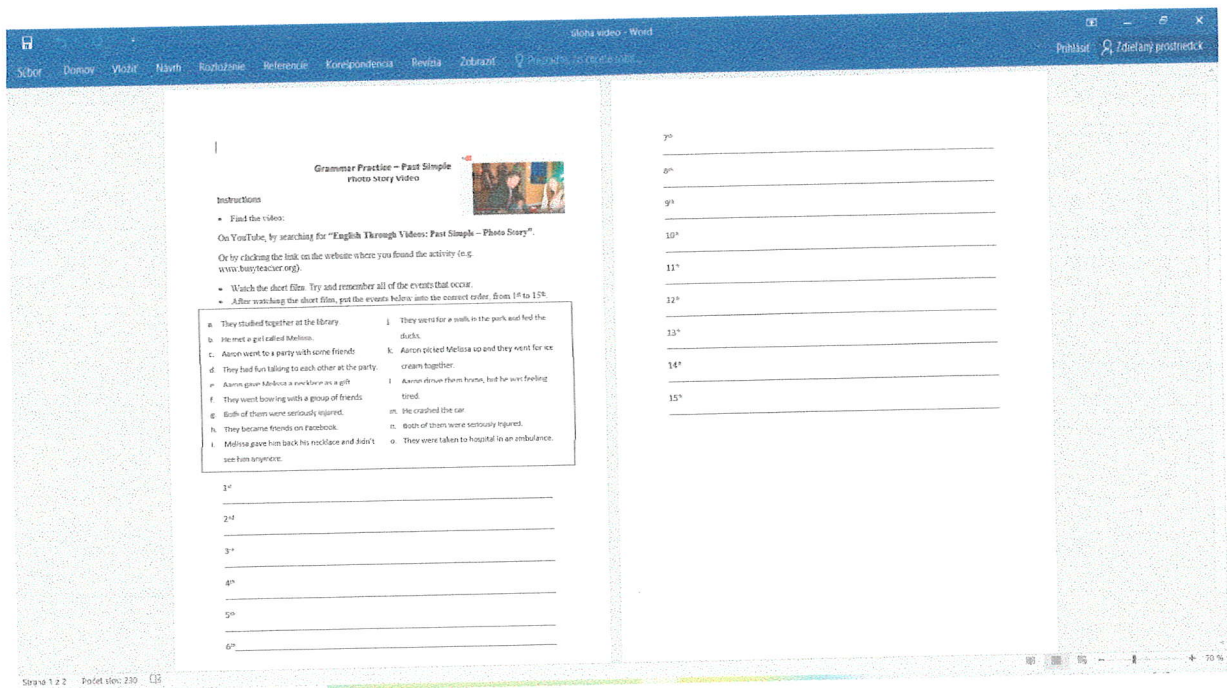 Sloha video - Word
Súbor Domov Vložiť Návrh Rozloženie Referencie Korešpondencia Revízia Zobraziť
Prihlásiť Zdieľaný prostriedok
Grammar Practice – Past Simple
Photo Story Video
Instructions
• Find the video:
On YouTube, by searching for "English Through Videos: Past Simple – Photo Story".
Or by clicking the link on the website where you found the activity (e.g.
www.busyteacher.org).
• Watch the short film. Try and remember all of the events that occur.
• After watching the short film, put the events below into the correct order, from 1st to 15th.
a. They studied together at the library.
b. He met a girl called Melissa.
c. Aaron went to a party with some friends
d. They had fun talking to each other at the party.
e. Aaron gave Melissa a necklace as a gift
f. They went bowling with a group of friends
g. Both of them were seriously injured.
h. They became friends on Facebook.
i. Melissa gave him back his necklace and didn't
see him anymore.
j. They went for a walk in the park and fed the
ducks.
k. Aaron picked Melissa up and they went for ice
cream together.
l. Aaron drove them home, but he was feeling
tired.
m. He crashed the car.
n. Both of them were seriously injured.
o. They were taken to hospital in an ambulance.
1st
2nd
3rd
4th
5th
6th
7th
8th
9th
10th
11th
12th
13th
14th
15th
Strana 1 z 2 Počet slov: 230
70 %